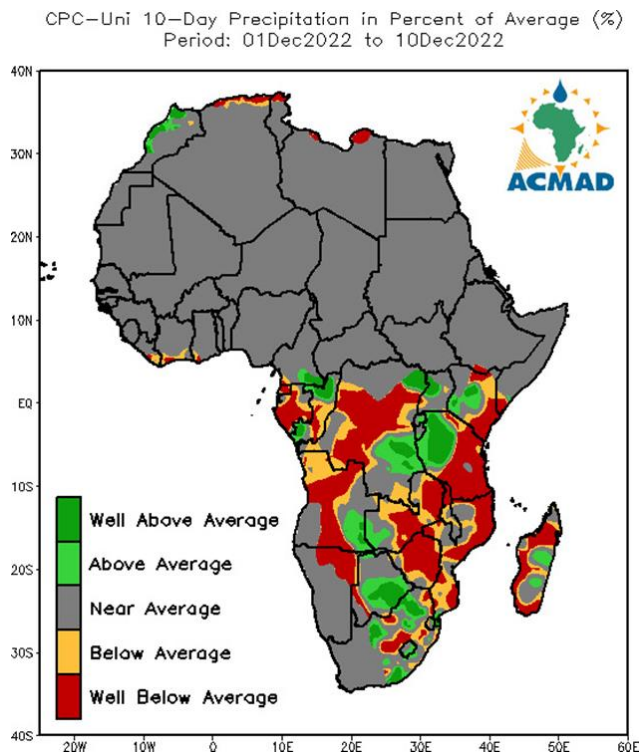 CPC-Uni 10-Day Precipitation in Percent of Average (%)
Period: 01Dec2022 to 10Dec2022
40N
30N
20N
10N
EQ
10S
20S
30S
40S
20W
10W
0
10E
20E
30E
40E
50E
60E
ACMAD
Well Above Average
Above Average
Near Average
Below Average
Well Below Average